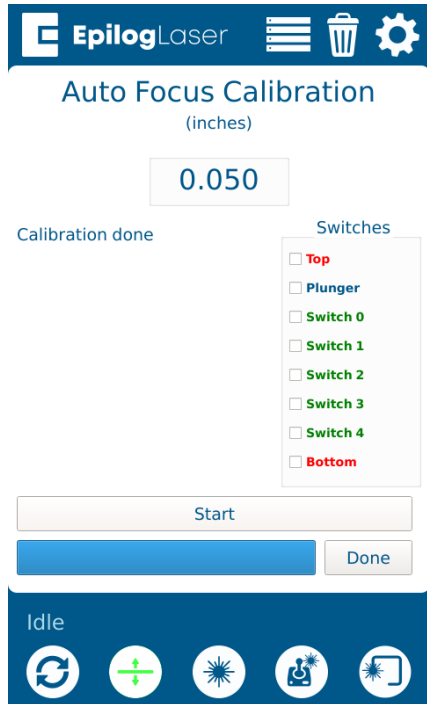 EpilogLaser
Auto Focus Calibration
(inches)
0.050
Calibration done
Switches
Top
Plunger
Switch 0
Switch 1
Switch 2
Switch 3
Switch 4
Bottom
Start
Done
Idle